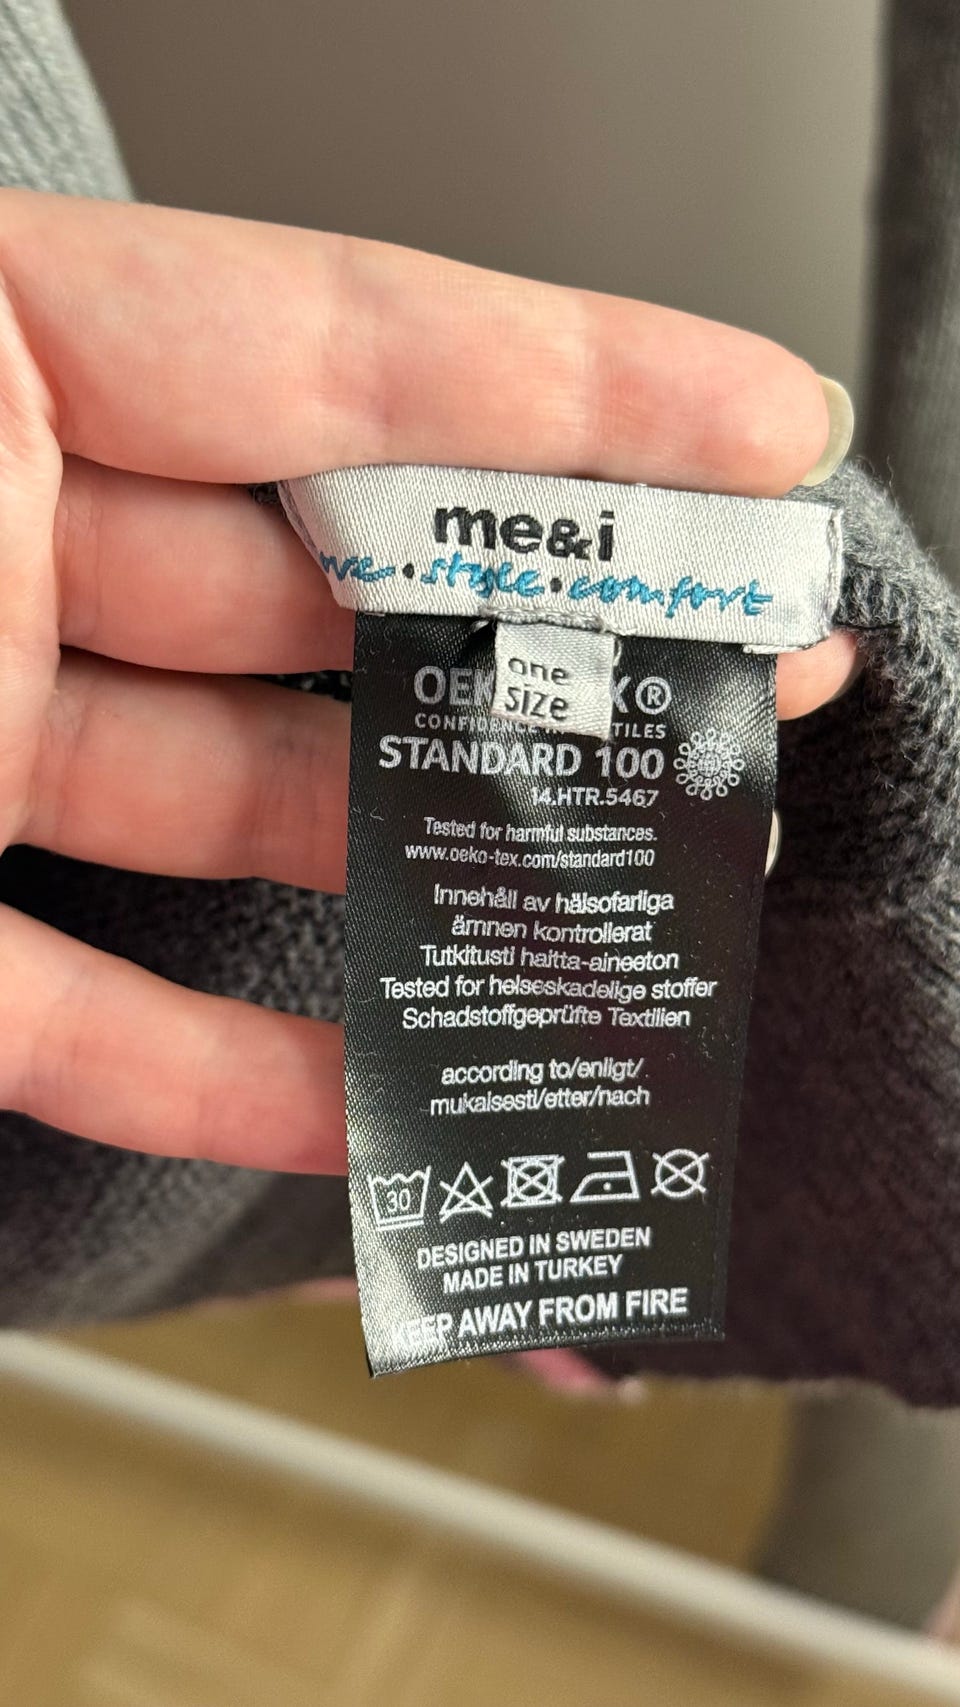 me&i
style • comfort
one
size
STANDARD 100
14.HTR.5467
Tested for harmful substances.
www.oeko-tex.com/standard100
Innehåll av hälsofarliga
ämnen kontrollerat
Tutkitusti haitta-aineeton
Tested for helseskadelige stoffer
Schadstoffgeprüfte Textilien
according to/enligt/
mukaisesti/etter/nach
30
DESIGNED IN SWEDEN
MADE IN TURKEY
KEEP AWAY FROM FIRE